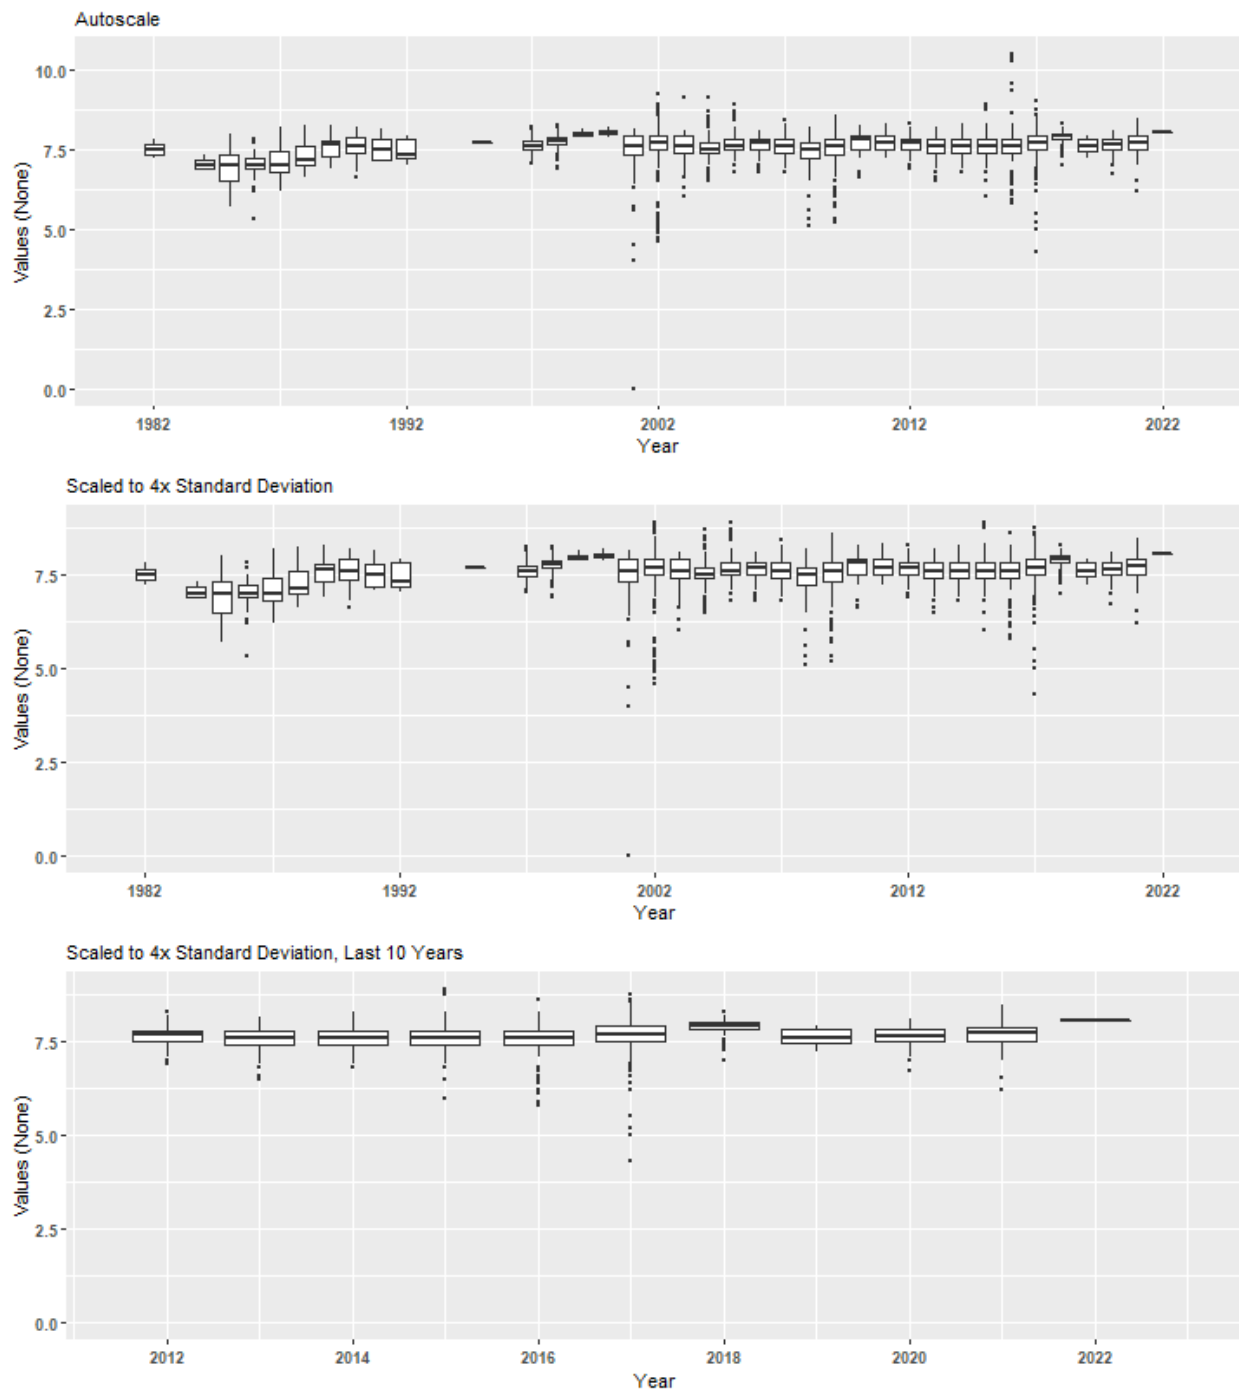 Autoscale
10.0
7.5
5.0
2.5
0.0
Values (None)
1982 1992 2002 2012 2022
Year
Scaled to 4x Standard Deviation
7.5
5.0
2.5
0.0
Values (None)
1982 1992 2002 2012 2022
Year
Scaled to 4x Standard Deviation, Last 10 Years
7.5
5.0
2.5
0.0
Values (None)
2012 2014 2016 2018 2020 2022
Year